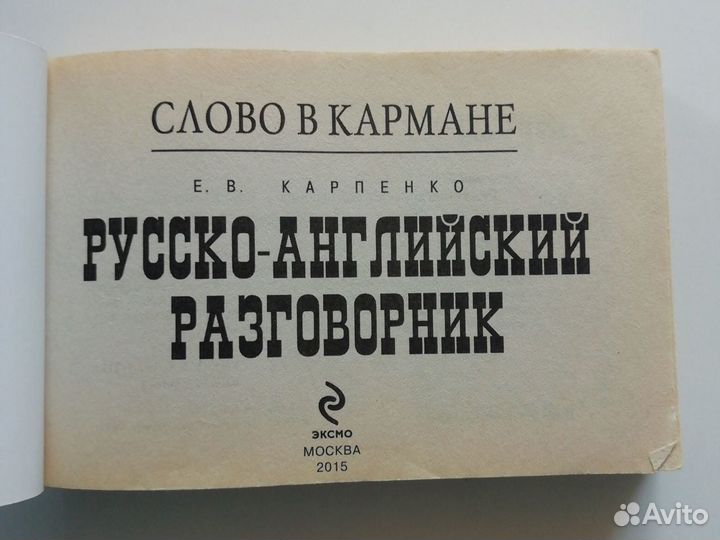 СЛОВО В КАРМАНЕ
Е. В. КАРПЕНКО
РУССКО-АНГЛИЙСКИЙ
РАЗГОВОРНИК
ЭКСМО
МОСКВА
2015
Avito